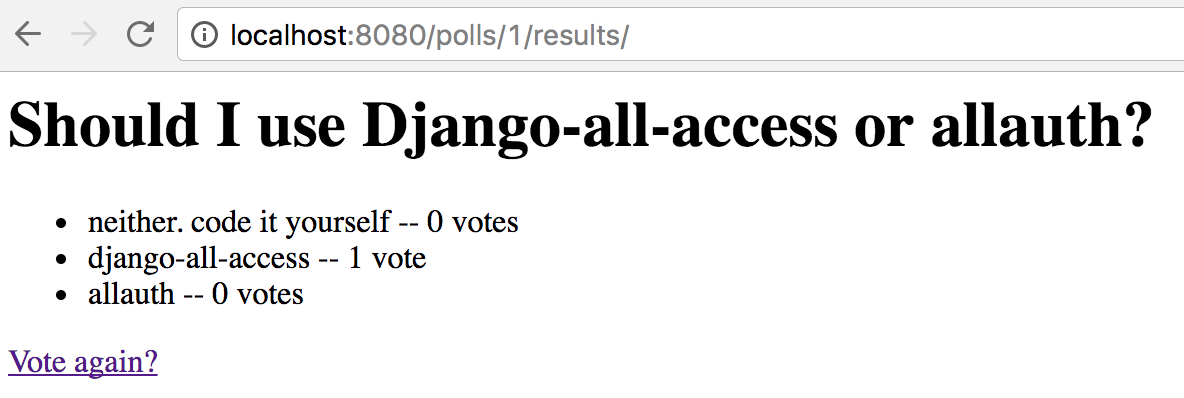 localhost:8080/polls/1/results/
Should I use Django-all-access or allauth?
neither. code it yourself -- 0 votes
django-all-access -- 1 vote
allauth -- 0 votes
Vote again?